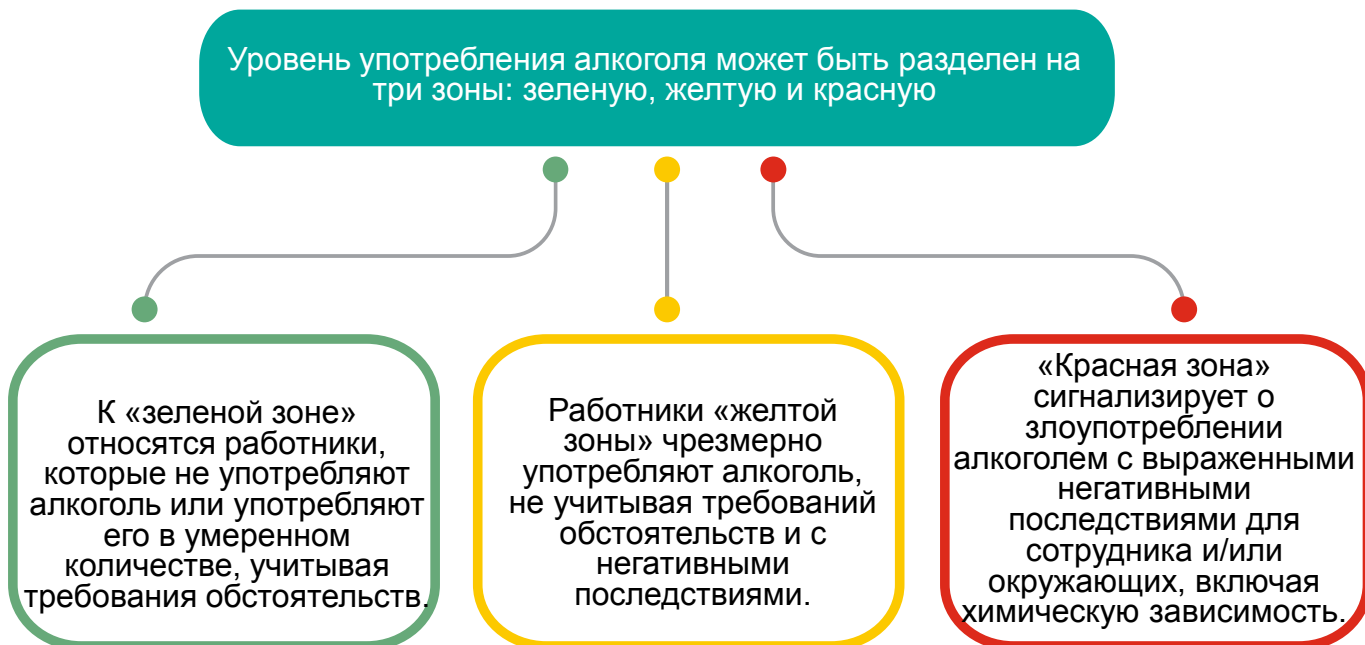 Уровень употребления алкоголя может быть разделен на
три зоны: зеленую, желтую и красную
К «зеленой зоне»
относятся работники,
которые не употребляют
алкоголь или употребляют
его в умеренном
количестве, учитывая
требования обстоятельств.
Работники «желтой
зоны» чрезмерно
употребляют алкоголь,
не учитывая требований
обстоятельств и с
негативными
последствиями.
«Красная зона»
сигнализирует о
злоупотреблении
алкоголем с выраженными
негативными
последствиями для
сотрудника и/или
окружающих, включая
химическую зависимость.